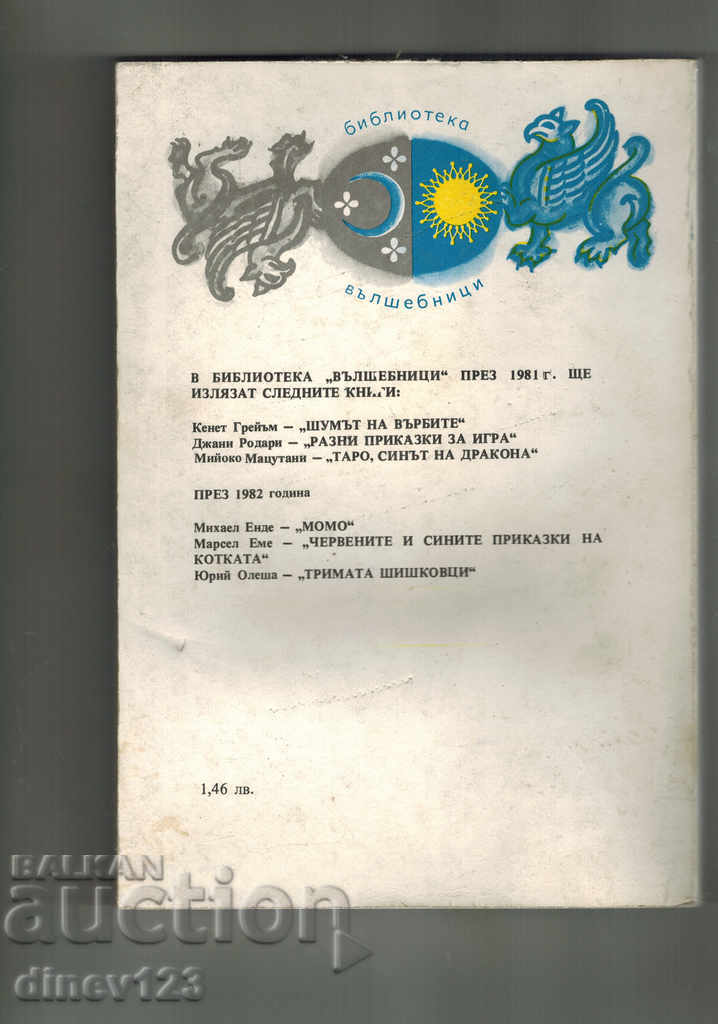 библиотека
вълшебници
В БИБЛИОТЕКА „ВЪЛШЕБНИЦИ“ ПРЕЗ 1981 г. ЩЕ
ИЗЛЯЗАТ СЛЕДНИТЕ КНИГИ:
Кенет Грейъм – „ШУМЪТ НА ВЪРБИТЕ“
Джани Родари – „РАЗНИ ПРИКАЗКИ ЗА ИГРА“
Мийоко Мацутани – „ТАРО, СИНЪТ НА ДРАКОНА“
ПРЕЗ 1982 година
Михаел Енде – „МОМО“
Марсел Еме – „ЧЕРВЕНИТЕ И СИНИТЕ ПРИКАЗКИ НА
КОТКАТА“
Юрий Олеша – „ТРИМАТА ШИШКОВЦИ“
1,46 лв.
BALKAN
auction
dinev123